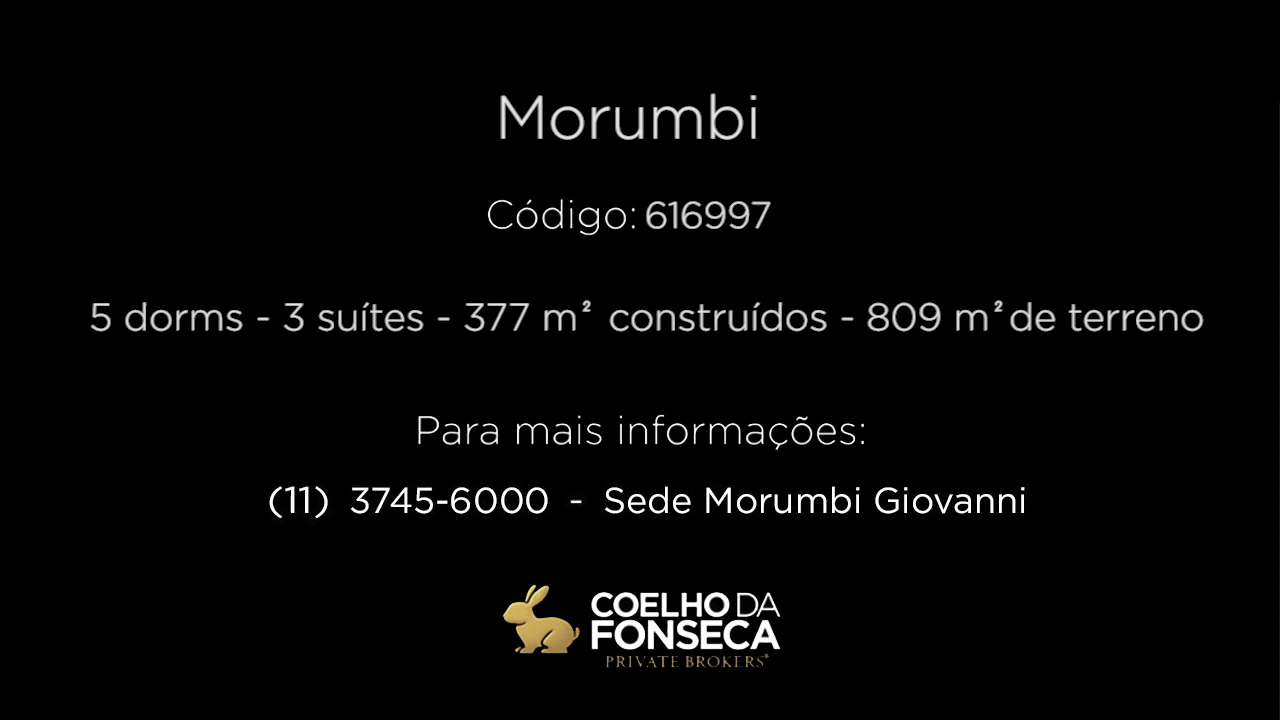 Morumbi
Código: 616997
5 dorms - 3 suítes - 377 m² construídos - 809 m² de terreno
Para mais informações:
(11) 3745-6000 - Sede Morumbi Giovanni
COELHO DA
FONSECA
PRIVATE BROKERS®